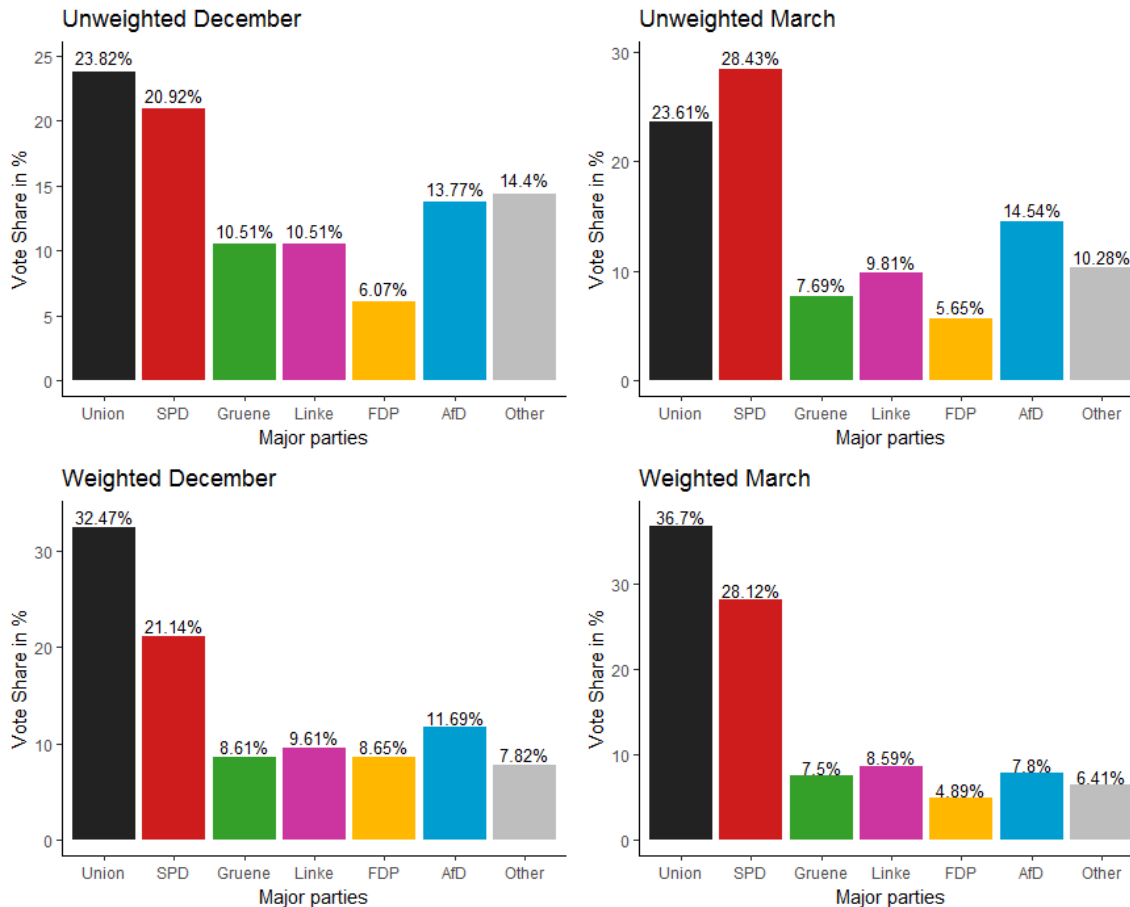 Unweighted December
Vote Share in %
25
20
15
10
5
0
23.82%
20.92%
10.51%
10.51%
6.07%
13.77%
14.4%
Union SPD Gruene Linke FDP AfD Other
Major parties
Unweighted March
Vote Share in %
30
20
10
0
23.61%
28.43%
7.69%
9.81%
5.65%
14.54%
10.28%
Union SPD Gruene Linke FDP AfD Other
Major parties
Weighted December
Vote Share in %
30
20
10
0
32.47%
21.14%
8.61%
9.61%
8.65%
11.69%
7.82%
Union SPD Gruene Linke FDP AfD Other
Major parties
Weighted March
Vote Share in %
30
20
10
0
36.7%
28.12%
7.5%
8.59%
4.89%
7.8%
6.41%
Union SPD Gruene Linke FDP AfD Other
Major parties